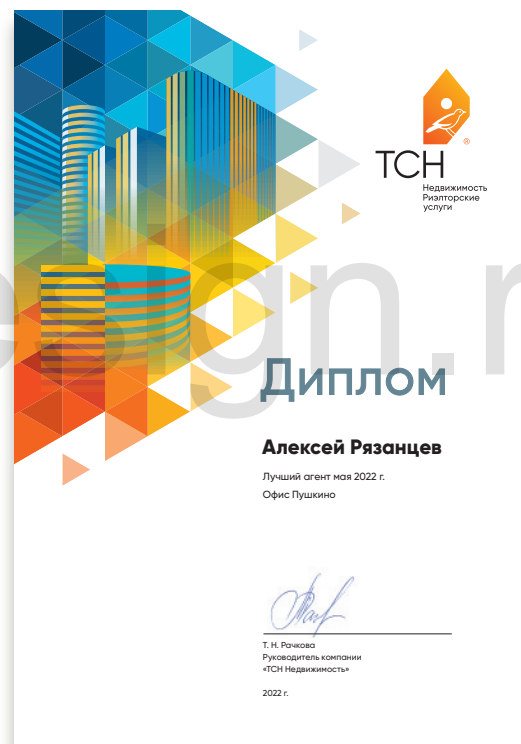 ТСН
®
Недвижимость
Риэлторские
услуги
esign.r
Диплом
Алексей Рязанцев
Лучший агент мая 2022 г.
Офис Пушкино
Т. Н. Рачкова
Руководитель компании
«ТСН Недвижимость»
2022 г.